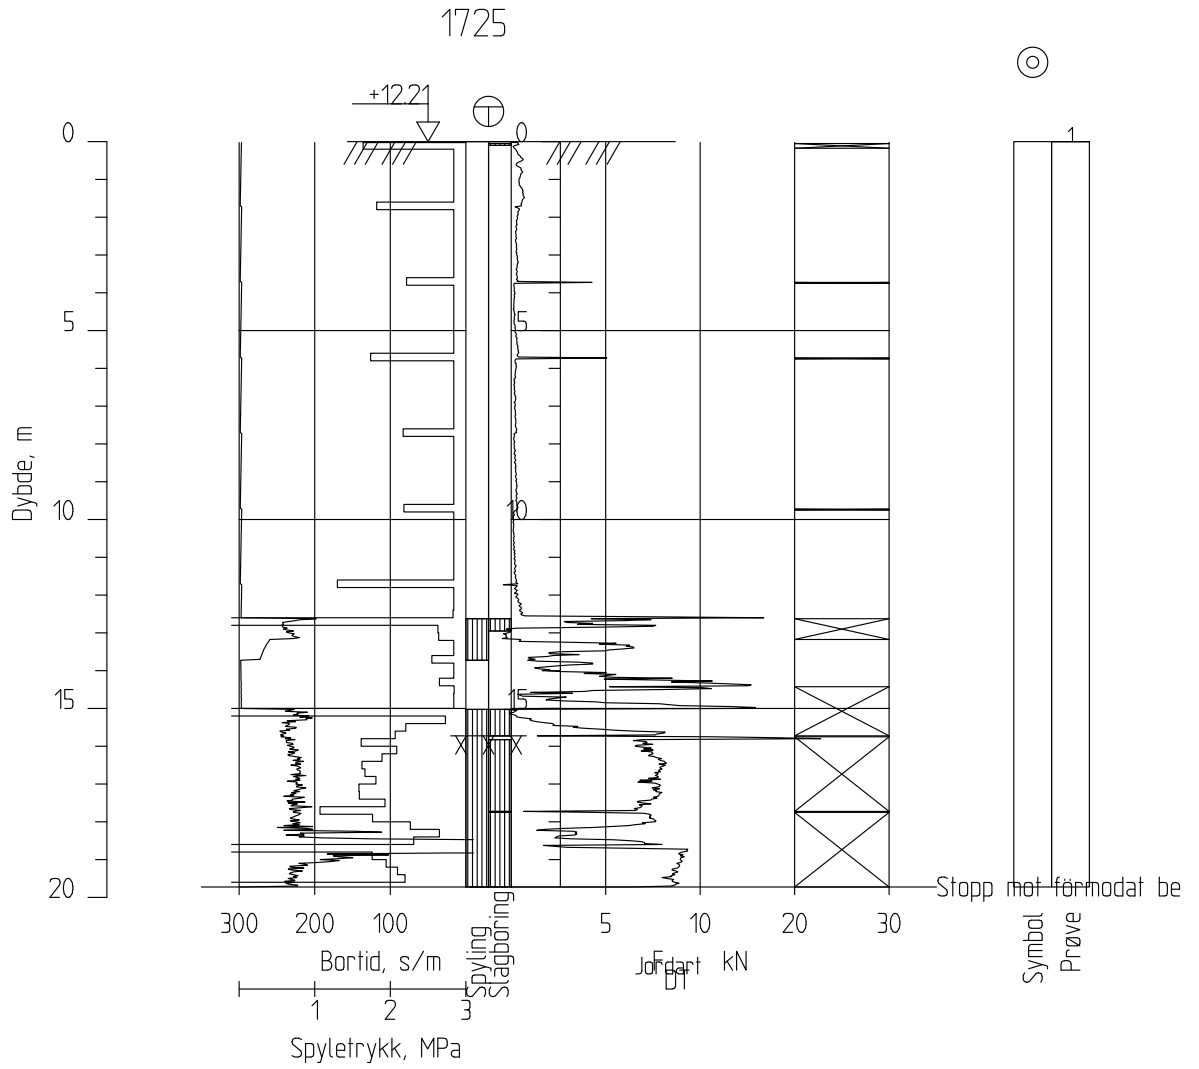 1725
+12.21
0
0
1
5
5
10
10
15
15
20
Stopp mot förmodat be
300
200
100
5
10
20
30
Dybde, m
Bortid, s/m
Spyling
Slagboring
Jordart
kN
DT
Symbol
Prøve
1
2
3
Spyletrykk, MPa